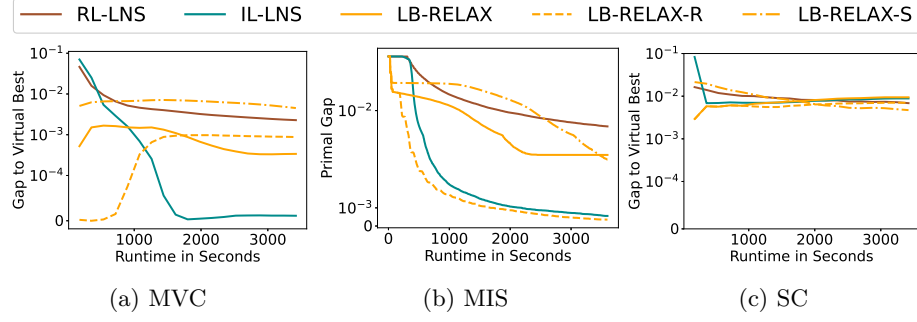 RL-LNS IL-LNS LB-RELAX LB-RELAX-R LB-RELAX-S
Gap to Virtual Best
10⁻¹
10⁻²
10⁻³
10⁻⁴
0
1000 2000 3000
Runtime in Seconds
(a) MVC
Primal Gap
10⁻²
10⁻³
0
0 1000 2000 3000
Runtime in Seconds
(b) MIS
Gap to Virtual Best
10⁻¹
10⁻²
10⁻³
10⁻⁴
0
1000 2000 3000
Runtime in Seconds
(c) SC